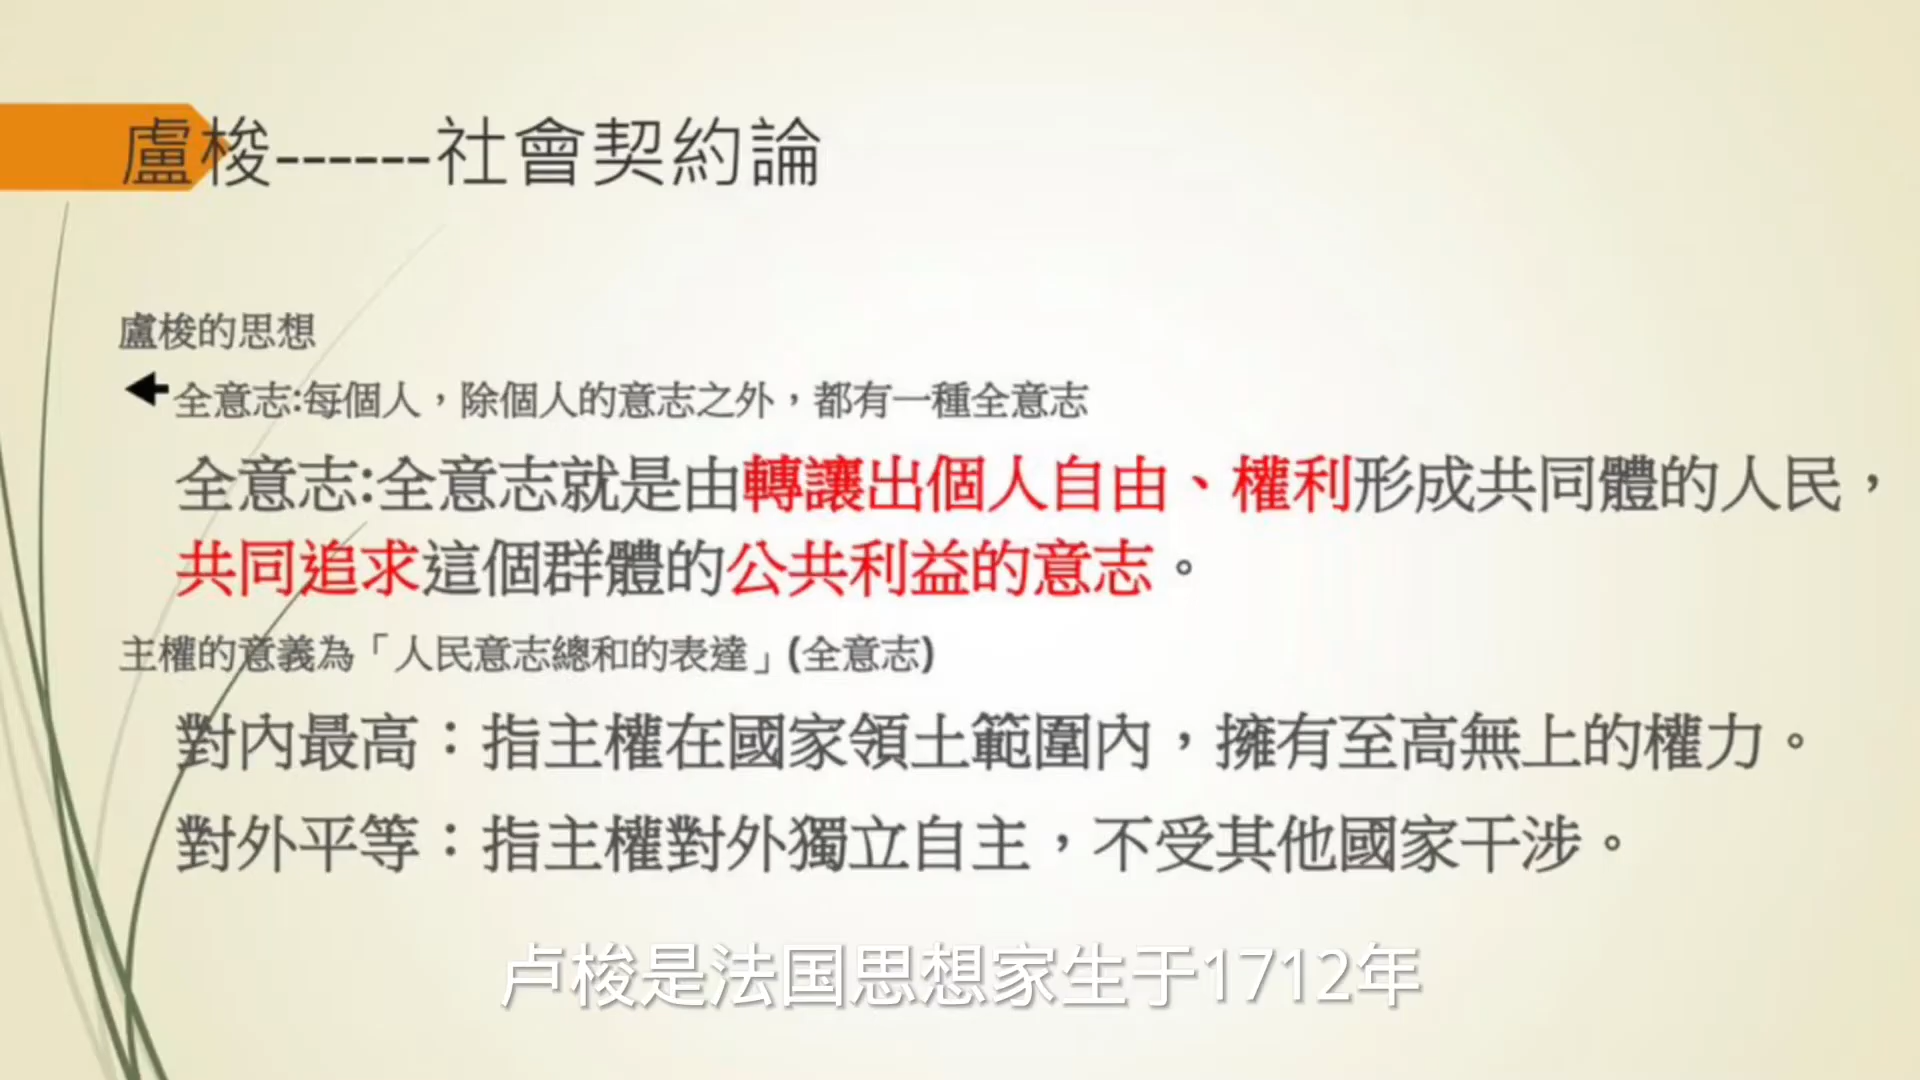 盧梭------社會契約論
盧梭的思想
全意志:每個人，除個人的意志之外，都有一種全意志
全意志:全意志就是由轉讓出個人自由、權利形成共同體的人民，
共同追求這個群體的公共利益的意志。
主權的意義為「人民意志總和的表達」(全意志)
對內最高：指主權在國家領土範圍內，擁有至高無上的權力。
對外平等：指主權對外獨立自主，不受其他國家干涉。
卢梭是法国思想家生于1712年